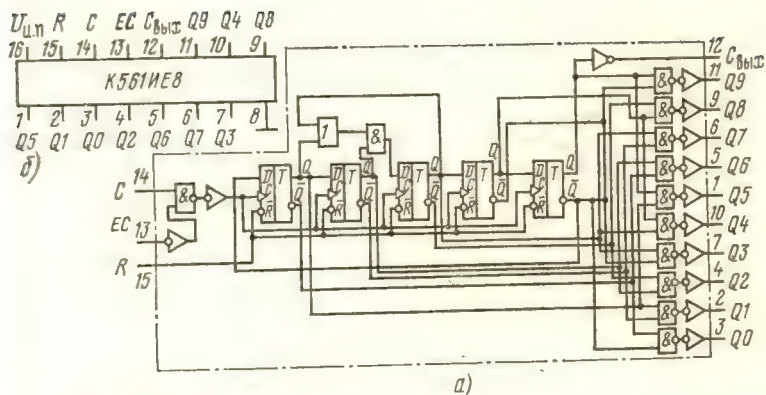 Uи.п R C EC Cвых Q9 Q4 Q8
16 15 14 13 12 11 10 9
К561ИЕ8
1 2 3 4 5 6 7 8
Q5 Q1 Q0 Q2 Q6 Q7 Q3
б)
12
Cвых
11
Q9
9
Q8
6
Q7
5
Q6
1
Q5
10
Q4
7
Q3
4
Q2
2
Q1
3
Q0
& & & & & & & & & &
1
&
D T Q
C Q̄
R̄
D T Q
C Q̄
R̄
D T Q
C Q̄
R̄
D T Q
C Q̄
R̄
D T Q
C Q̄
R̄
C 14
&
EC 13
R
15
а)